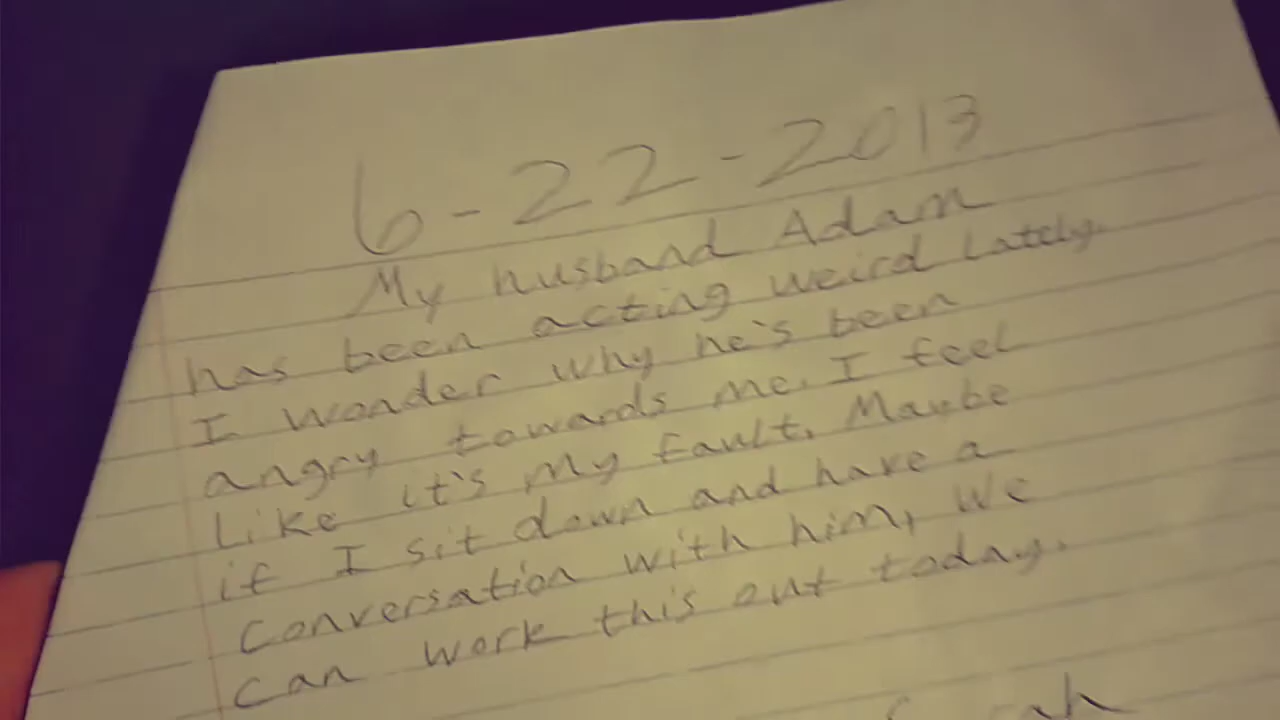 6-22-2013
My husband Adam
has been acting weird lately.
I wonder why he's been
angry towards me. I feel
like it's my fault. Maybe
if I sit down and have a
conversation with him, we
can work this out today.